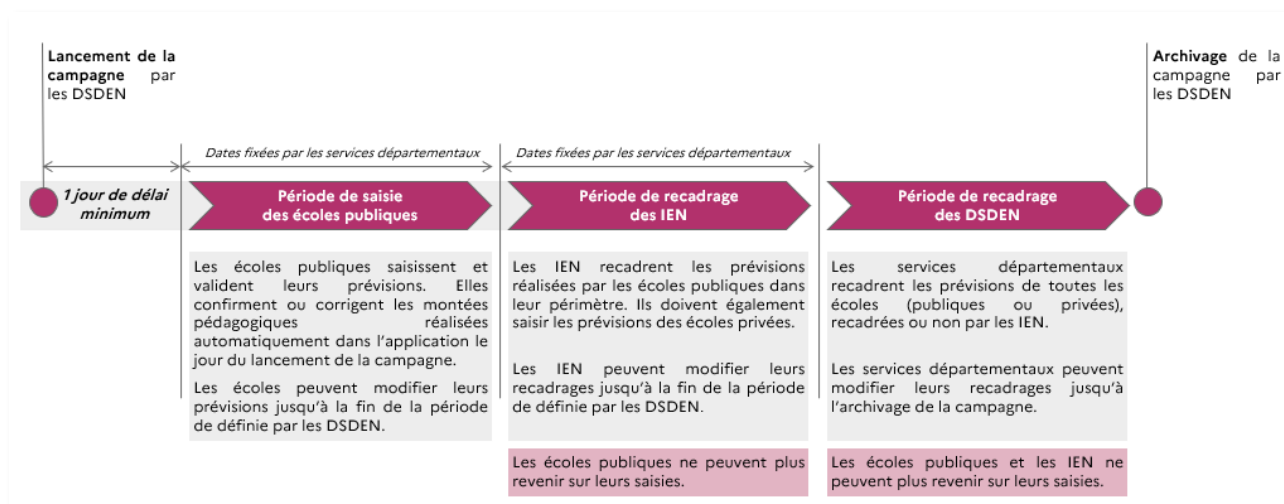 Lancement de la
campagne par
les DSDEN
Archivage de la
campagne par
les DSDEN
Dates fixées par les services départementaux
Dates fixées par les services départementaux
1 jour de délai
minimum
Période de saisie
des écoles publiques
Période de recadrage
des IEN
Période de recadrage
des DSDEN
Les écoles publiques saisissent et
valident leurs prévisions. Elles
confirment ou corrigent les montées
pédagogiques réalisées
automatiquement dans l'application le
jour du lancement de la campagne.
Les écoles peuvent modifier leurs
prévisions jusqu'à la fin de la période
de définie par les DSDEN.
Les IEN recadrent les prévisions
réalisées par les écoles publiques dans
leur périmètre. Ils doivent également
saisir les prévisions des écoles privées.
Les IEN peuvent modifier leurs
recadrages jusqu'à la fin de la période
de définie par les DSDEN.
Les écoles publiques ne peuvent plus
revenir sur leurs saisies.
Les services départementaux
recadrent les prévisions de toutes les
écoles (publiques ou privées),
recadrées ou non par les IEN.
Les services départementaux peuvent
modifier leurs recadrages jusqu'à
l'archivage de la campagne.
Les écoles publiques et les IEN ne
peuvent plus revenir sur leurs saisies.